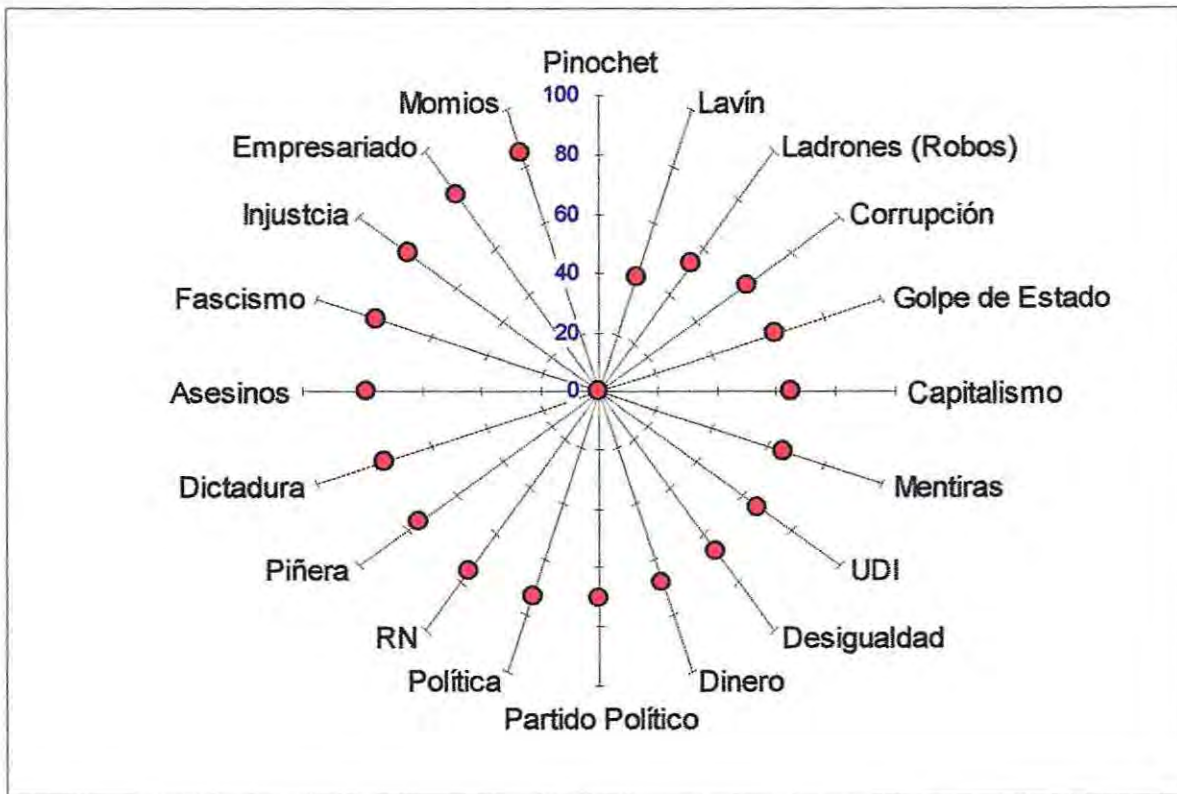 Pinochet
Momios
100
Lavín
Empresariado
80
Ladrones (Robos)
Injustcia
60
Corrupción
Fascismo
40
Golpe de Estado
20
Asesinos
0
Capitalismo
Dictadura
Mentiras
Piñera
UDI
RN
Desigualdad
Política
Dinero
Partido Político